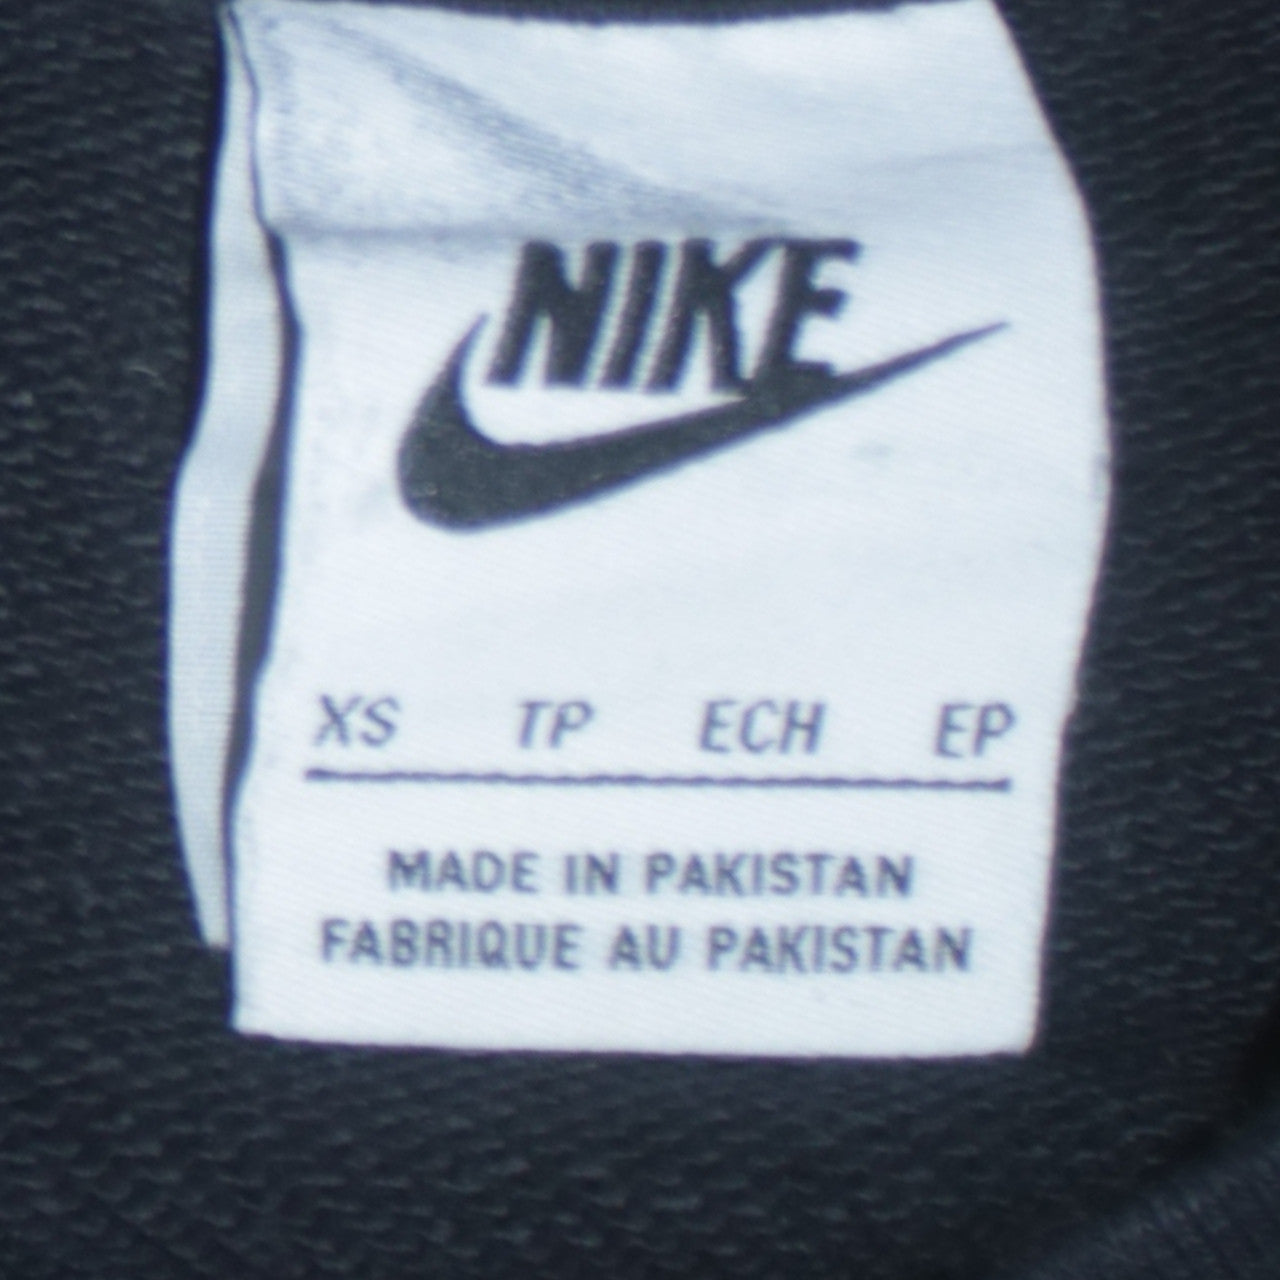 NIKE
XS TP ECH EP
MADE IN PAKISTAN
FABRIQUE AU PAKISTAN